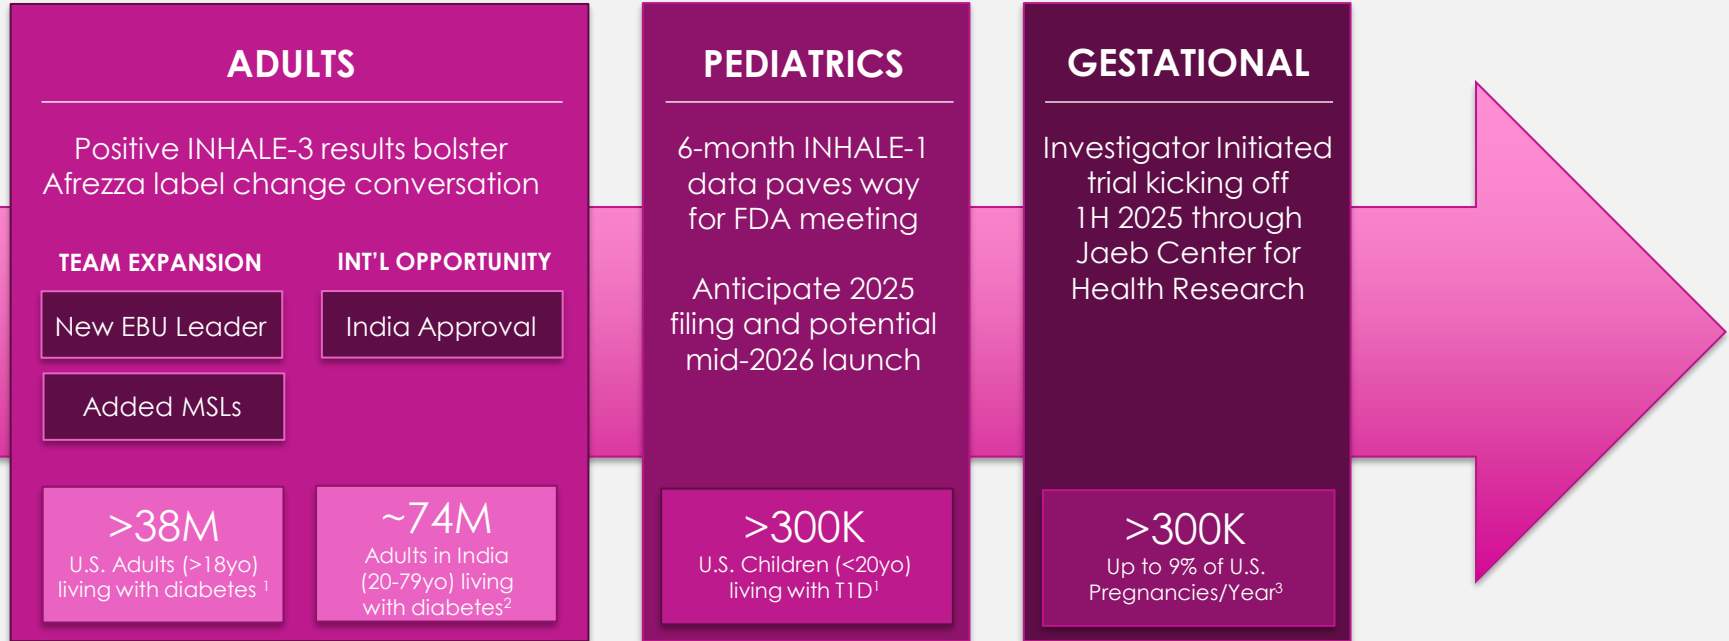 ADULTS
Positive INHALE-3 results bolster
Afrezza label change conversation
TEAM EXPANSION
New EBU Leader
Added MSLs
INT'L OPPORTUNITY
India Approval
>38M
U.S. Adults (>18yo)
living with diabetes 1
~74M
Adults in India
(20-79yo) living
with diabetes2
PEDIATRICS
6-month INHALE-1
data paves way
for FDA meeting
Anticipate 2025
filing and potential
mid-2026 launch
>300K
U.S. Children (<20yo)
living with T1D1
GESTATIONAL
Investigator Initiated
trial kicking off
1H 2025 through
Jaeb Center for
Health Research
>300K
Up to 9% of U.S.
Pregnancies/Year3